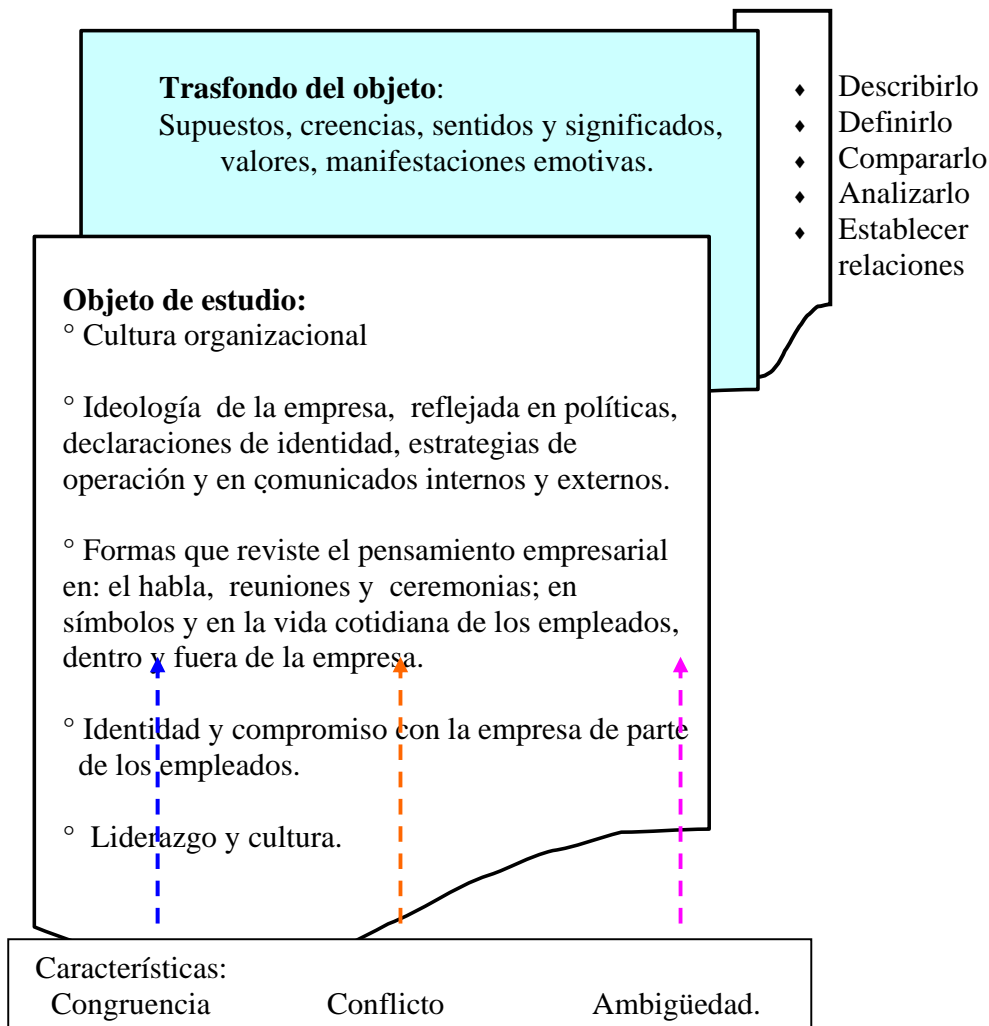 Trasfondo del objeto:
Supuestos, creencias, sentidos y significados,
valores, manifestaciones emotivas.
♦ Describirlo
♦ Definirlo
♦ Compararlo
♦ Analizarlo
♦ Establecer
relaciones
Objeto de estudio:
° Cultura organizacional
° Ideología de la empresa, reflejada en políticas,
declaraciones de identidad, estrategias de
operación y en comunicados internos y externos.
° Formas que reviste el pensamiento empresarial
en: el habla, reuniones y ceremonias; en
símbolos y en la vida cotidiana de los empleados,
dentro y fuera de la empresa.
° Identidad y compromiso con la empresa de parte
de los empleados.
° Liderazgo y cultura.
Características:
Congruencia Conflicto Ambigüedad.